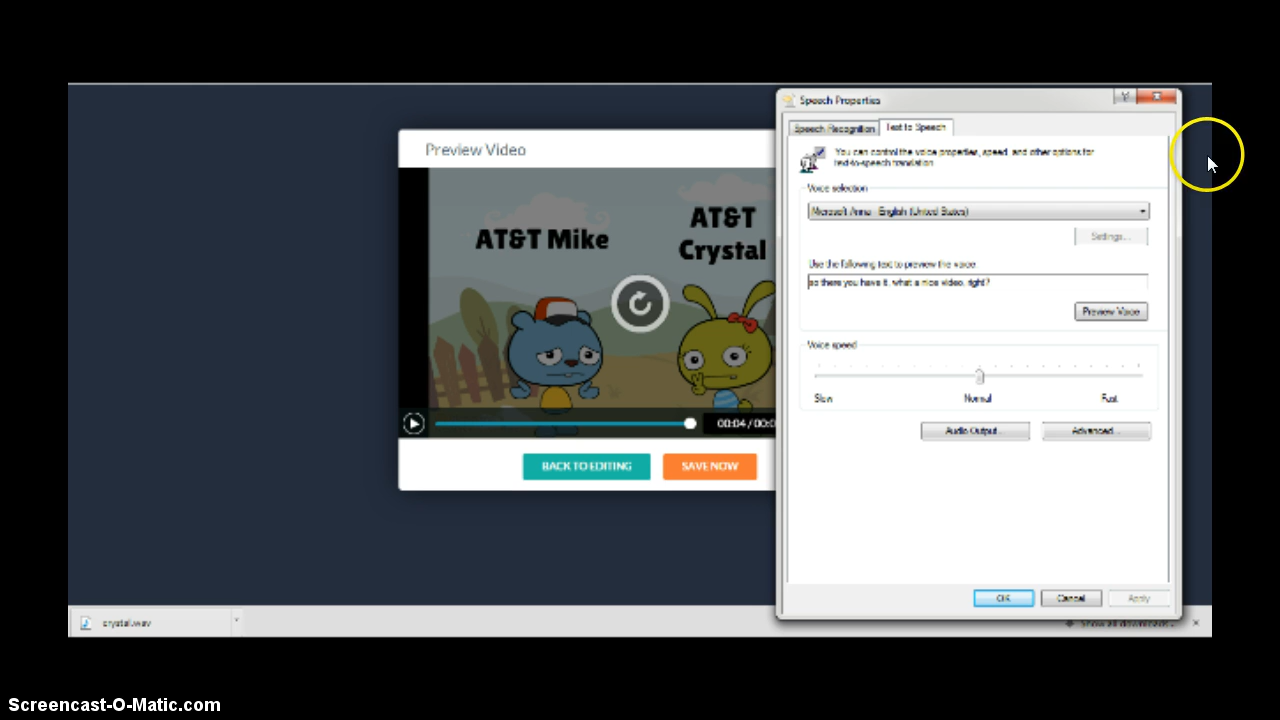 Preview Video
AT&T Mike
AT&T
Crystal
00:04 / 00:0
BACK TO EDITING
SAVE NOW
Speech Properties
Speech Recognition
Text to Speech
You can control the voice properties, speed, and other options for
text-to-speech translation
Voice selection
Microsoft Anna - English (United States)
Settings...
Use the following text to preview the voice:
so there you have it, what a nice video, right?
Preview Voice
Voice speed
Slow
Normal
Fast
Audio Output...
Advanced...
OK
Cancel
Apply
crystal.wav
Show all downloads...
Screencast-O-Matic.com